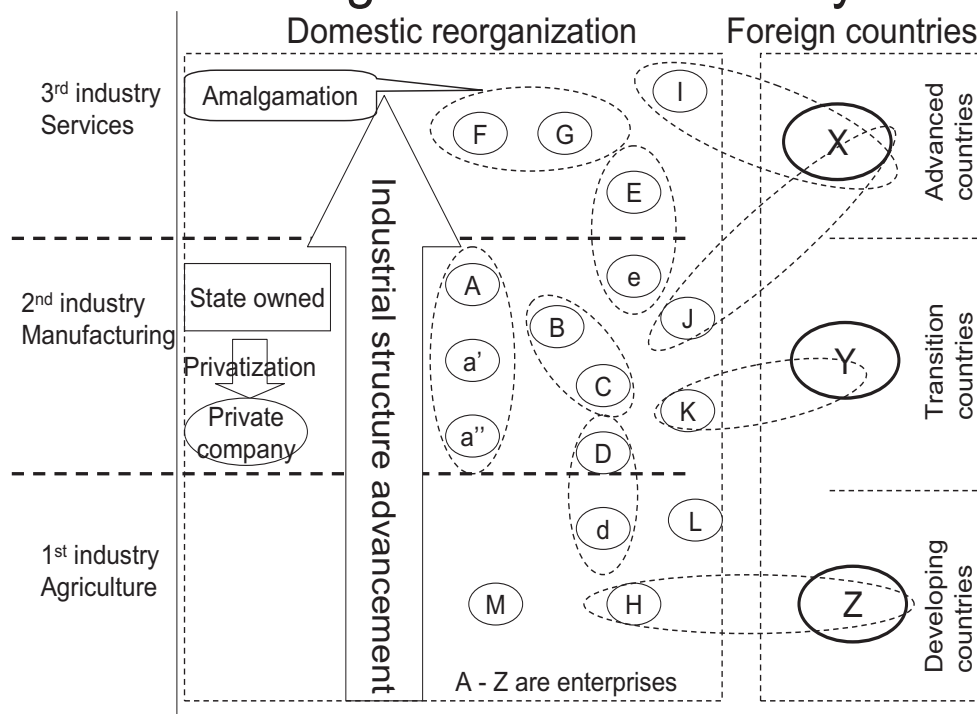 Domestic reorganization
Foreign countries
3rd industry
Services
Amalgamation
F
G
I
E
X
Advanced
countries
2nd industry
Manufacturing
State owned
Privatization
Private
company
Industrial structure advancement
A
a'
a''
e
B
C
D
J
K
Y
Transition
countries
1st industry
Agriculture
d
L
M
H
Z
Developing
countries
A - Z are enterprises